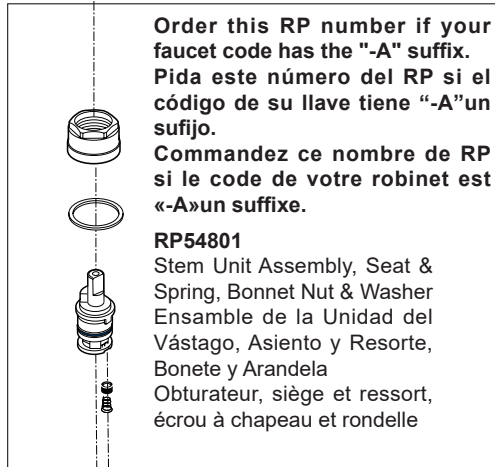 Order this RP number if your
faucet code has the "-A" suffix.
Pida este número del RP si el
código de su llave tiene “-A”un
sufijo.
Commandez ce nombre de RP
si le code de votre robinet est
«-A»un suffixe.
RP54801
Stem Unit Assembly, Seat &
Spring, Bonnet Nut & Washer
Ensamble de la Unidad del
Vástago, Asiento y Resorte,
Bonete y Arandela
Obturateur, siège et ressort,
écrou à chapeau et rondelle